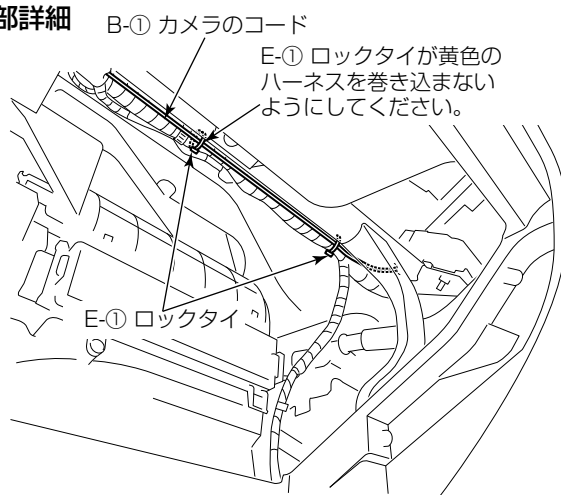 部詳細
B-① カメラのコード
E-① ロックタイが黄色の
ハーネスを巻き込まない
ようにしてください。
E-① ロックタイ